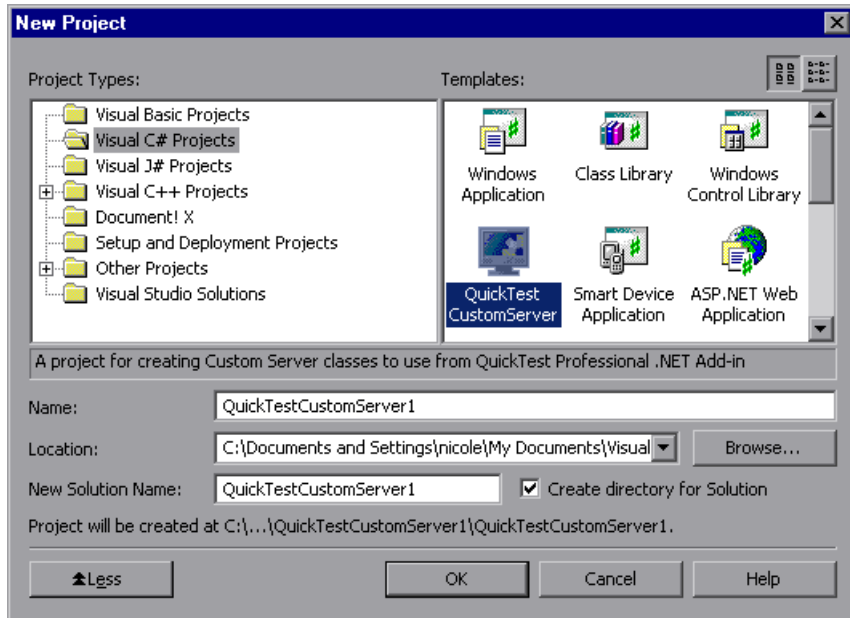 New Project
Project Types:
Templates:
Visual Basic Projects
Visual C# Projects
Visual J# Projects
Visual C++ Projects
Document! X
Setup and Deployment Projects
Other Projects
Visual Studio Solutions
Windows Application
Class Library
Windows Control Library
QuickTest CustomServer
Smart Device Application
ASP.NET Web Application
A project for creating Custom Server classes to use from QuickTest Professional .NET Add-in
Name:
QuickTestCustomServer1
Location:
C:\Documents and Settings\nicole\My Documents\Visual
Browse...
New Solution Name:
QuickTestCustomServer1
Create directory for Solution
Project will be created at C:\...\QuickTestCustomServer1\QuickTestCustomServer1.
Less
OK
Cancel
Help